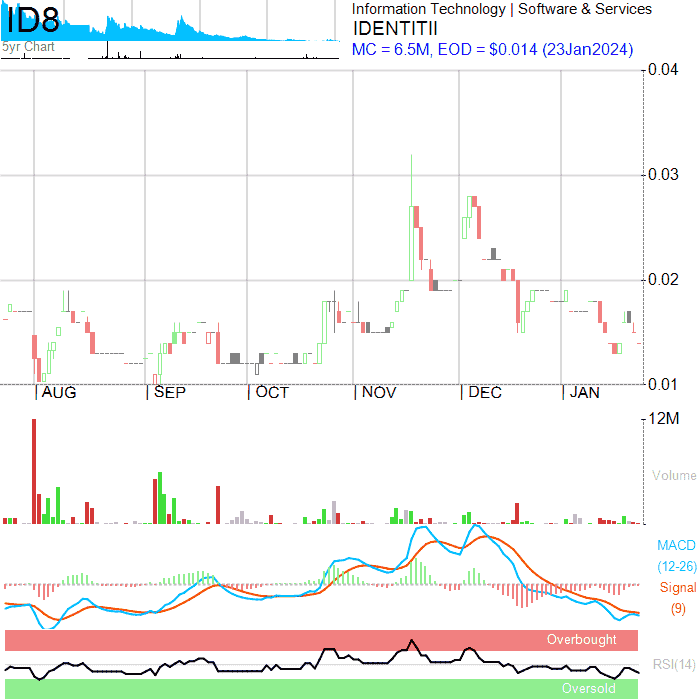 ID8
5yr Chart
Information Technology | Software & Services
IDENTITII
MC = 6.5M, EOD = $0.014 (23Jan2024)
0.04
0.03
0.02
0.01
AUG
SEP
OCT
NOV
DEC
JAN
12M
Volume
MACD
(12-26)
Signal
(9)
Overbought
RSI(14)
Oversold